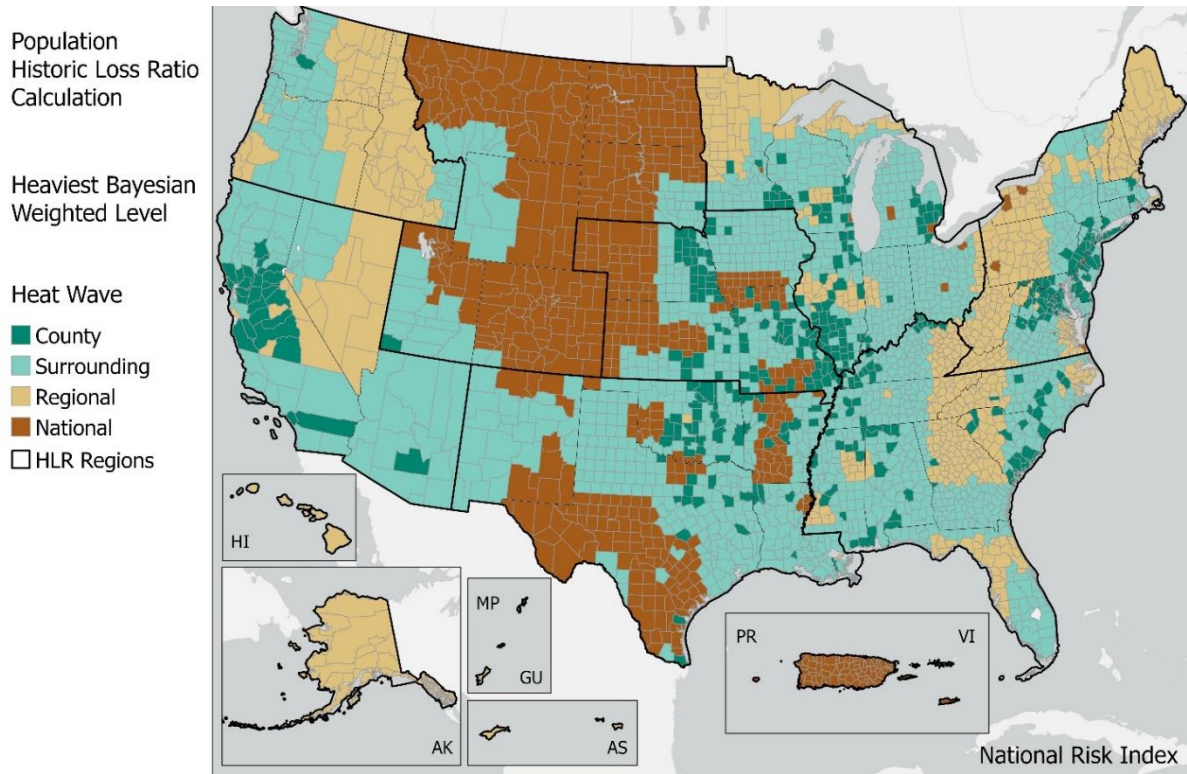 Population
Historic Loss Ratio
Calculation
Heaviest Bayesian
Weighted Level
Heat Wave
County
Surrounding
Regional
National
HLR Regions
HI
AK
MP
GU
AS
PR
VI
National Risk Index